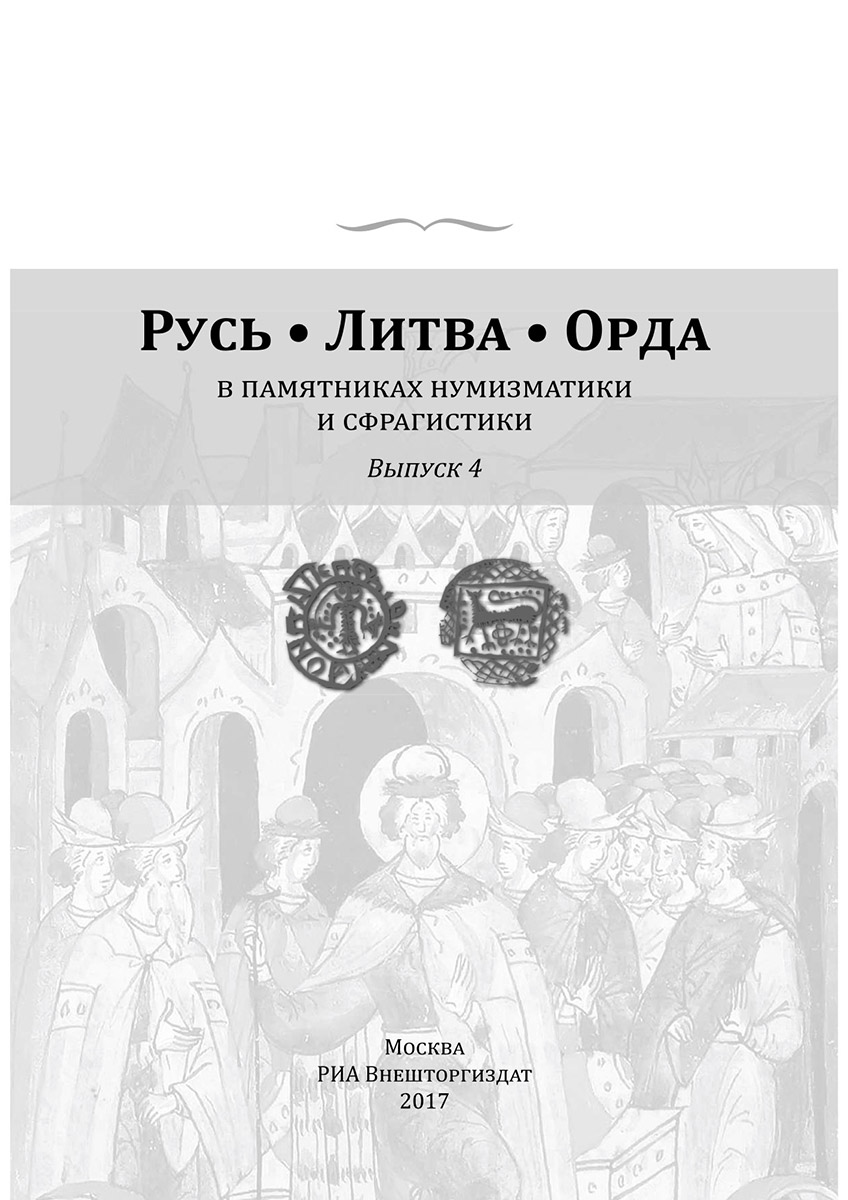 Русь • Литва • Орда
в памятниках нумизматики
и сфрагистики
Выпуск 4
Москва
РИА Внешторгиздат
2017